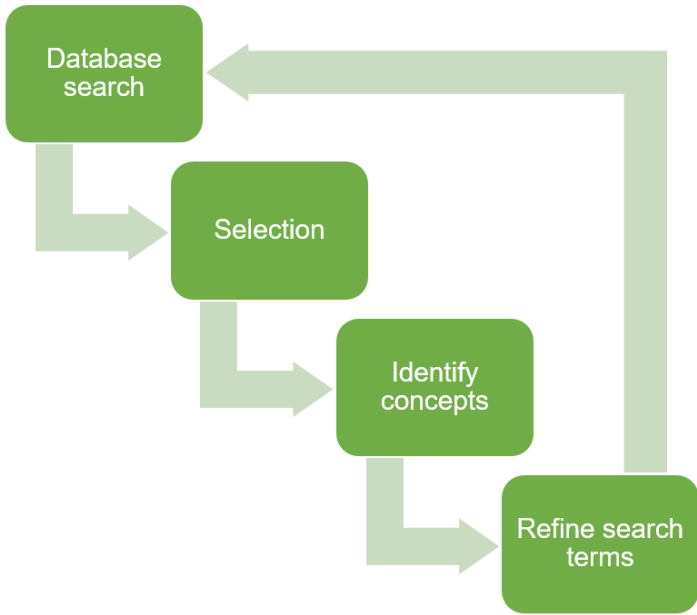 Database
search
Selection
Identify
concepts
Refine search
terms